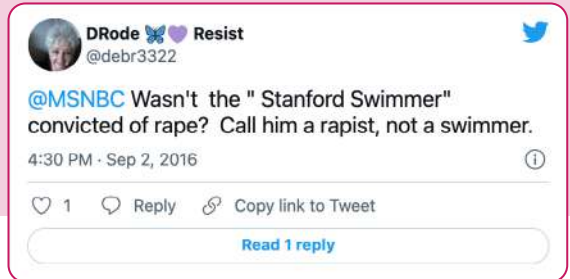 DRode 🦋💜 Resist
@debr3322
@MSNBC Wasn't the " Stanford Swimmer"
convicted of rape? Call him a rapist, not a swimmer.
4:30 PM · Sep 2, 2016
1 Reply Copy link to Tweet
Read 1 reply